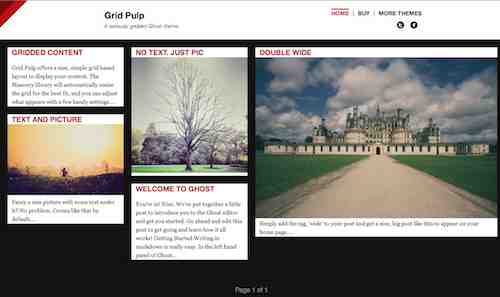 Grid Pulp
A seriously gridded Ghost theme.
HOME | BUY | MORE THEMES
GRIDDED CONTENT
Grid Pulp offers a nice, simple grid based
layout to display your content. The
Masonry library will automatically resize
the grid for the best fit, and you can adjust
what appears with a few handy settings....
TEXT AND PICTURE
Fancy a nice picture with some text under
it? No problem. Comes like that by
default....
NO TEXT. JUST PIC
WELCOME TO GHOST
You're in! Nice. We've put together a little
post to introduce you to the Ghost editor
and get you started. Go ahead and edit this
post to get going and learn how it all
works! Getting Started Writing in
markdown is really easy. In the left hand
panel of Ghost...
DOUBLE WIDE
Simply add the tag, 'wide' to your post and get a nice, big post like this to appear on your
home page....
Page 1 of 1